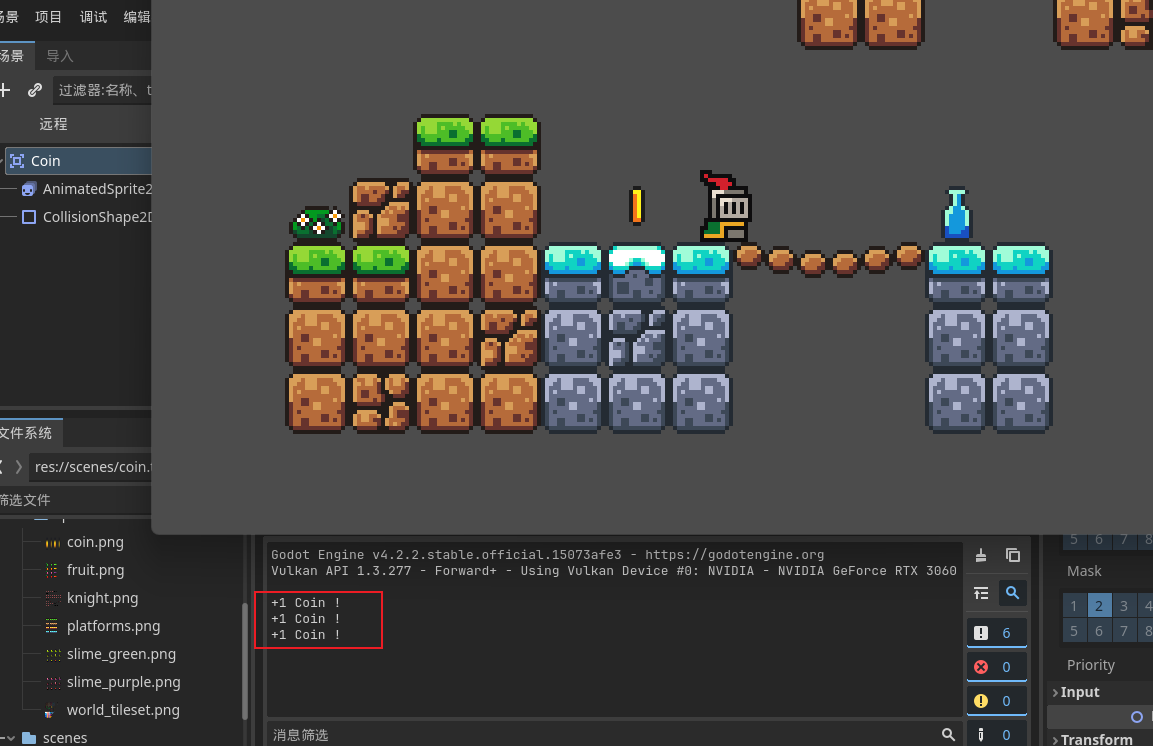 场景 项目 调试 编辑
场景 导入
过滤器:名称、t
远程
Coin
AnimatedSprite2
CollisionShape2D
文件系统
res://scenes/coin.
筛选文件
coin.png
fruit.png
knight.png
platforms.png
slime_green.png
slime_purple.png
world_tileset.png
scenes
Godot Engine v4.2.2.stable.official.15073afe3 - https://godotengine.org
Vulkan API 1.3.277 - Forward+ - Using Vulkan Device #0: NVIDIA - NVIDIA GeForce RTX 3060
+1 Coin !
+1 Coin !
+1 Coin !
消息筛选
6
0
0
0
5 6 7 8
Mask
1 2 3 4
5 6 7 8
Priority
Input
Transform